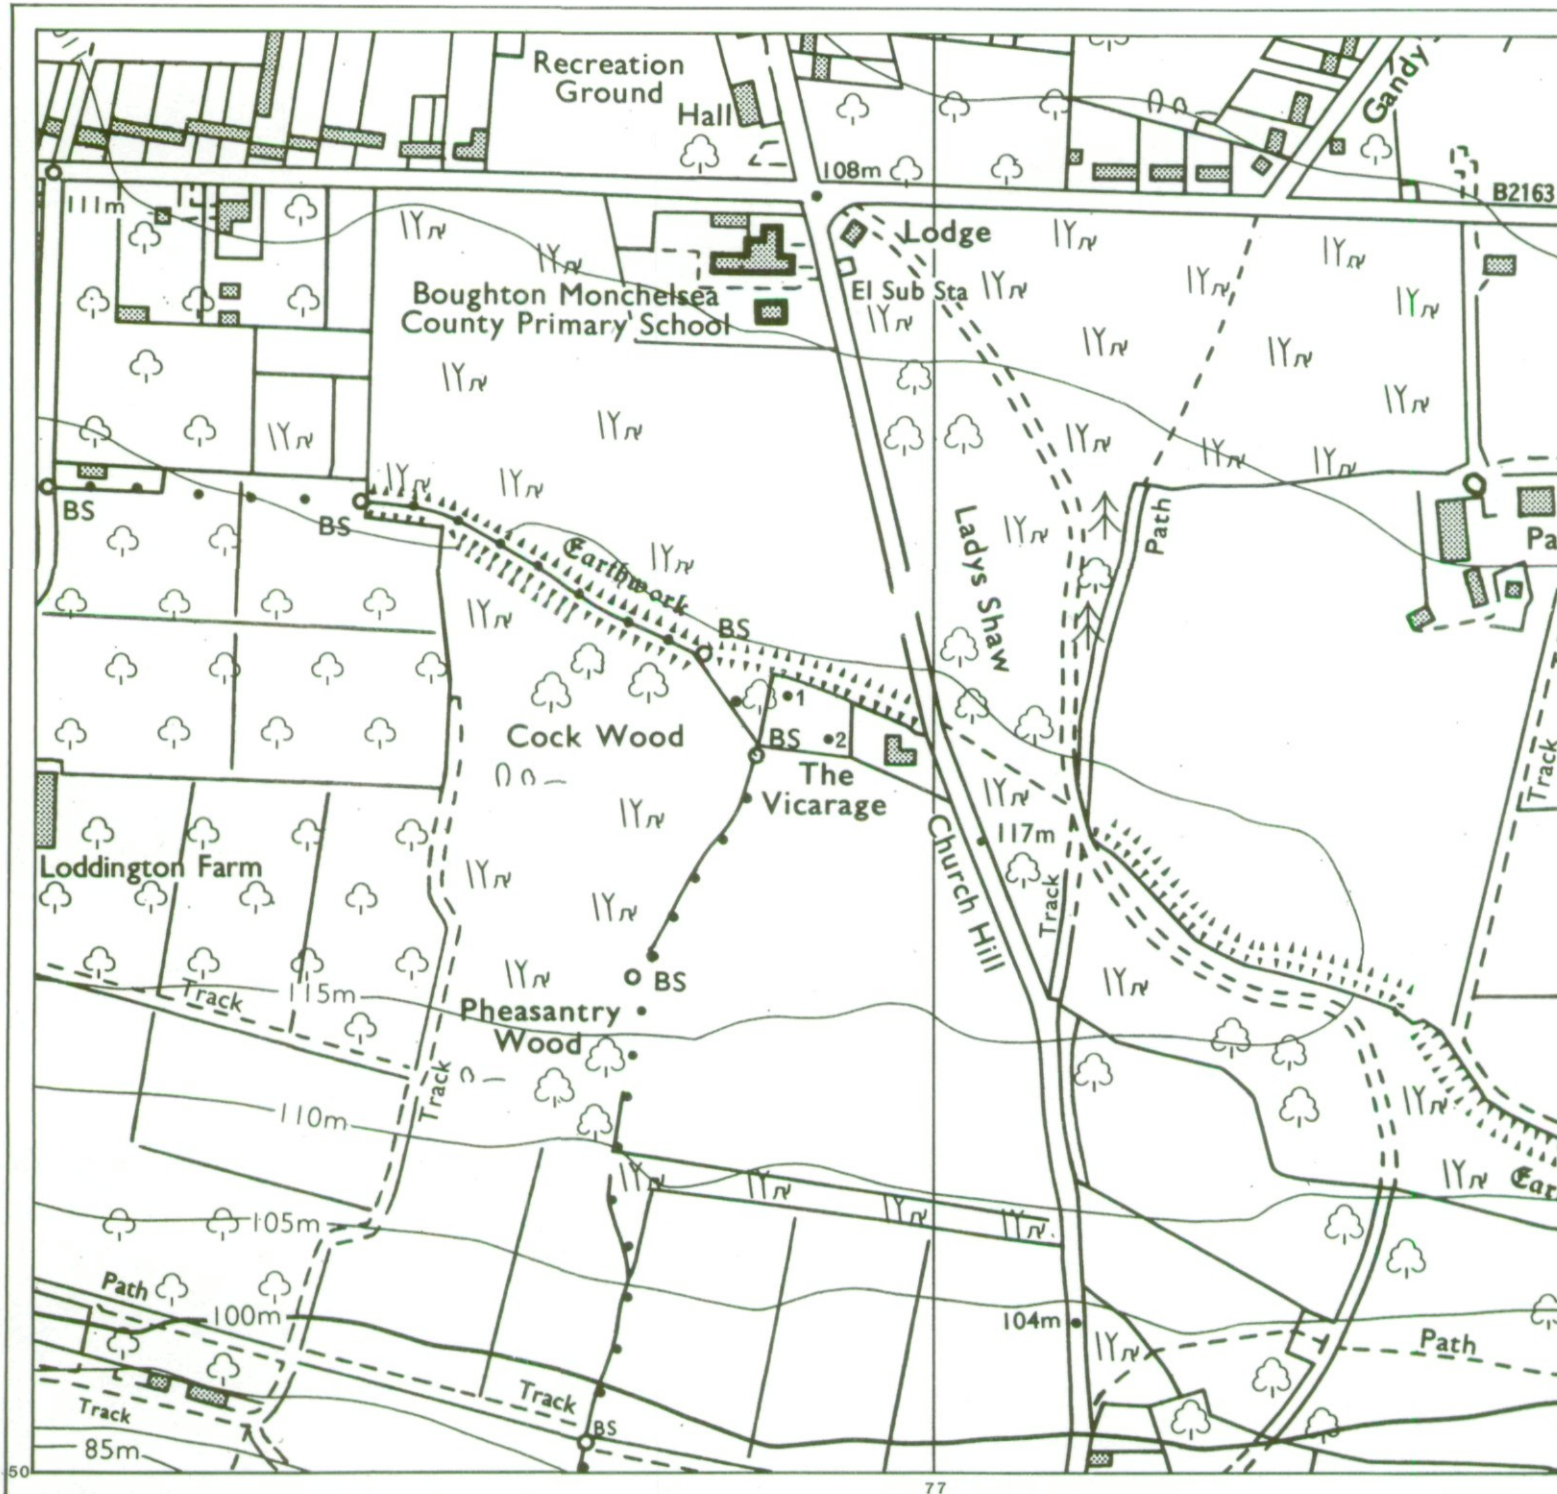 Recreation
Ground
Hall
Gandy'
108m
B2163
111m
Lodge
El Sub Sta
Boughton Monchelsea
County Primary School
BS
BS
Path
Ladys Shaw
Pa
Earthwork
BS
1
BS
2
Cock Wood
The
Vicarage
Track
117m
Church Hill
Loddington Farm
Track
BS
Track
115m
Pheasantry
Wood
Track
110m
Ear
105m
Path
100m
104m
Path
Track
Track
BS
85m
50
77